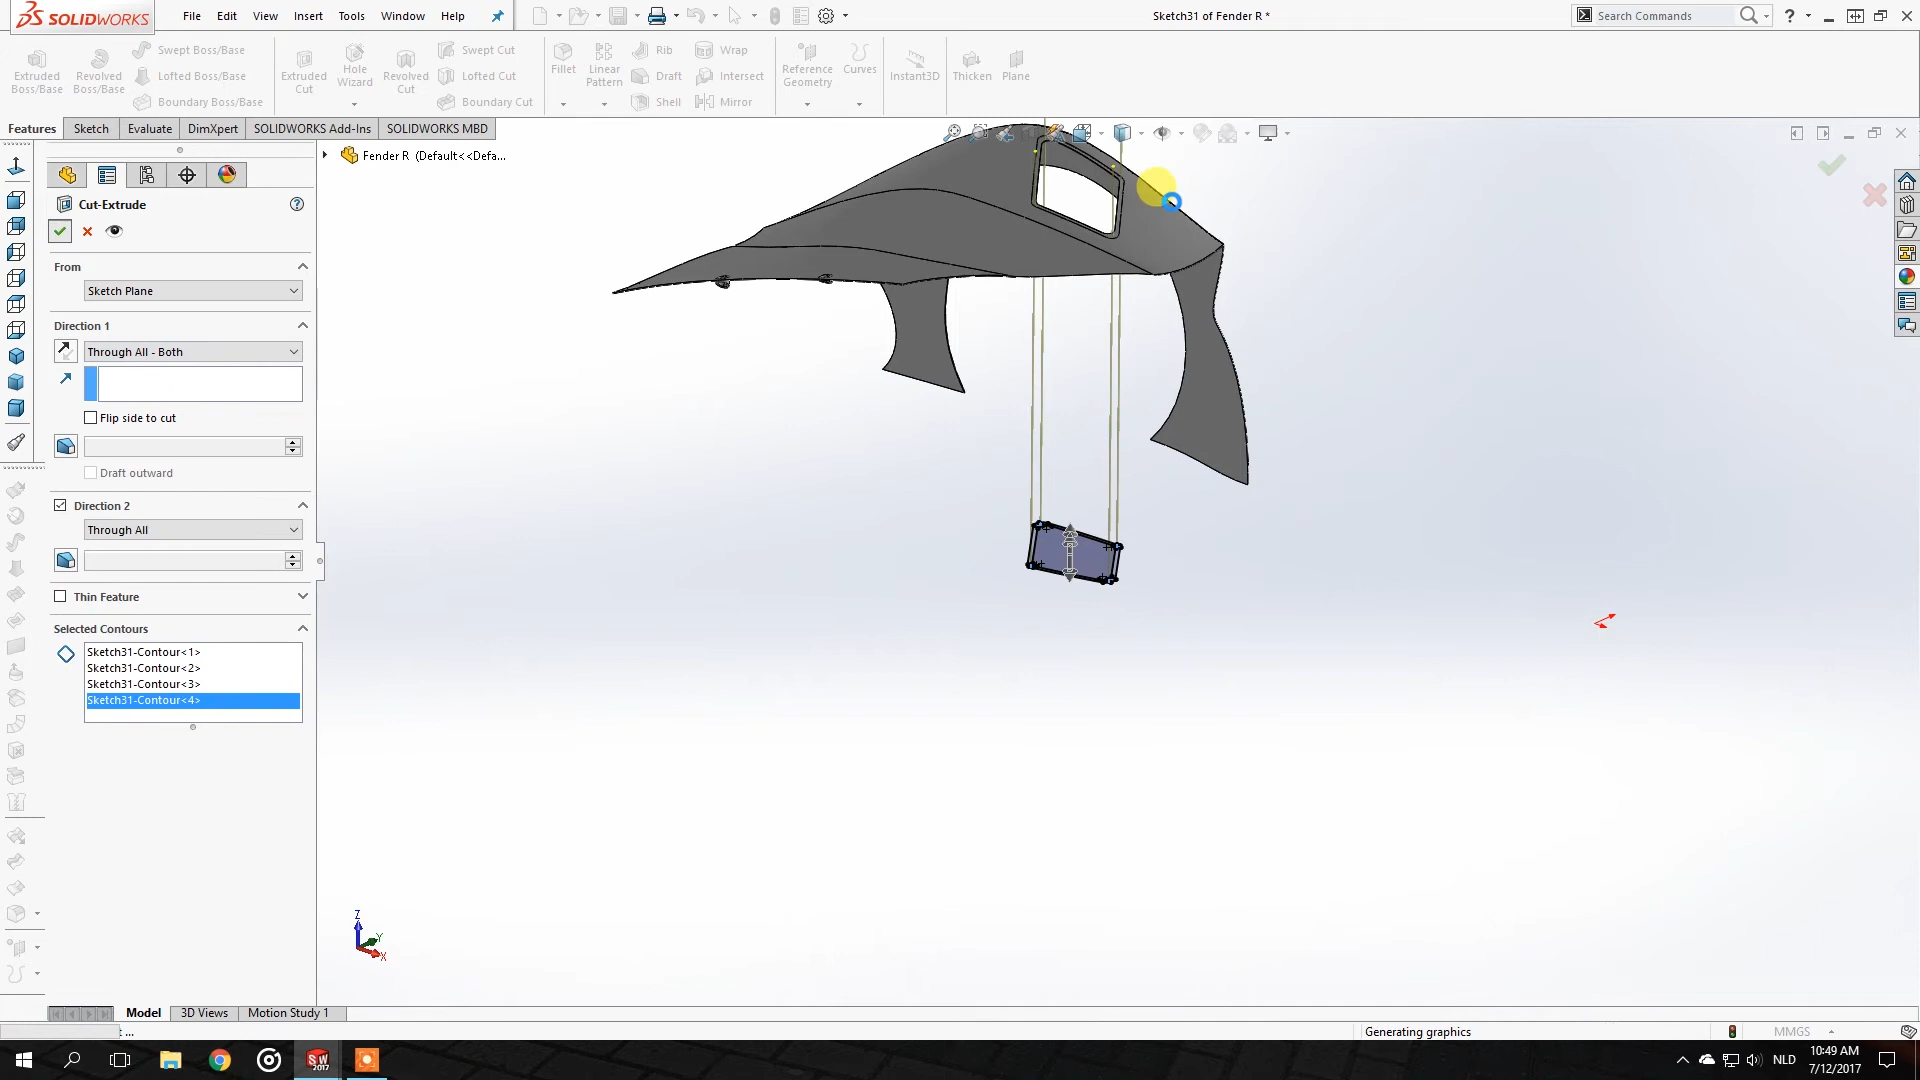 SOLIDWORKS
File Edit View Insert Tools Window Help
Sketch31 of Fender R *
Search Commands
Extruded Boss/Base
Revolved Boss/Base
Swept Boss/Base
Lofted Boss/Base
Boundary Boss/Base
Extruded Cut
Hole Wizard
Revolved Cut
Swept Cut
Lofted Cut
Boundary Cut
Fillet
Linear Pattern
Rib
Draft
Shell
Wrap
Intersect
Mirror
Reference Geometry
Curves
Instant3D
Thicken
Plane
Features Sketch Evaluate DimXpert SOLIDWORKS Add-Ins SOLIDWORKS MBD
Fender R (Default<<Defa...
Cut-Extrude
From
Sketch Plane
Direction 1
Through All - Both
Flip side to cut
Draft outward
Direction 2
Through All
Thin Feature
Selected Contours
Sketch31-Contour<1>
Sketch31-Contour<2>
Sketch31-Contour<3>
Sketch31-Contour<4>
Z
Y
X
Model 3D Views Motion Study 1
Generating graphics
MMGS
SW 2017
NLD
10:49 AM
7/12/2017